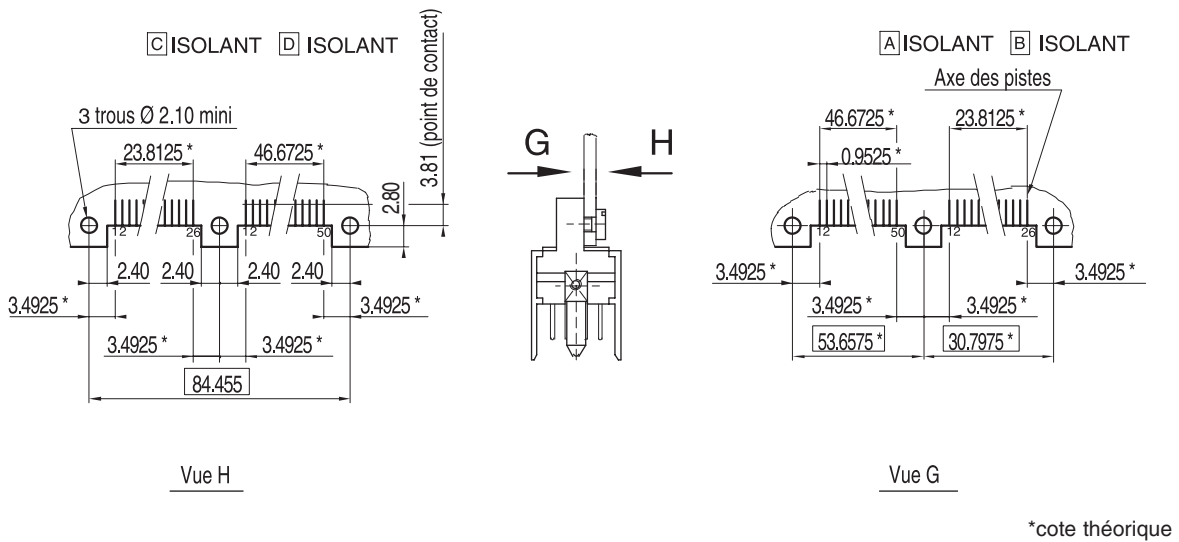 C ISOLANT D ISOLANT
3 trous Ø 2.10 mini
23.8125 *
46.6725 *
3.81 (point de contact)
2.80
12
26
12
50
2.40
2.40
2.40
2.40
3.4925 *
3.4925 *
3.4925 *
3.4925 *
84.455
Vue H
G
H
A ISOLANT B ISOLANT
Axe des pistes
46.6725 *
23.8125 *
0.9525 *
12
50
12
26
3.4925 *
3.4925 *
3.4925 *
3.4925 *
53.6575 *
30.7975 *
Vue G
*cote théorique